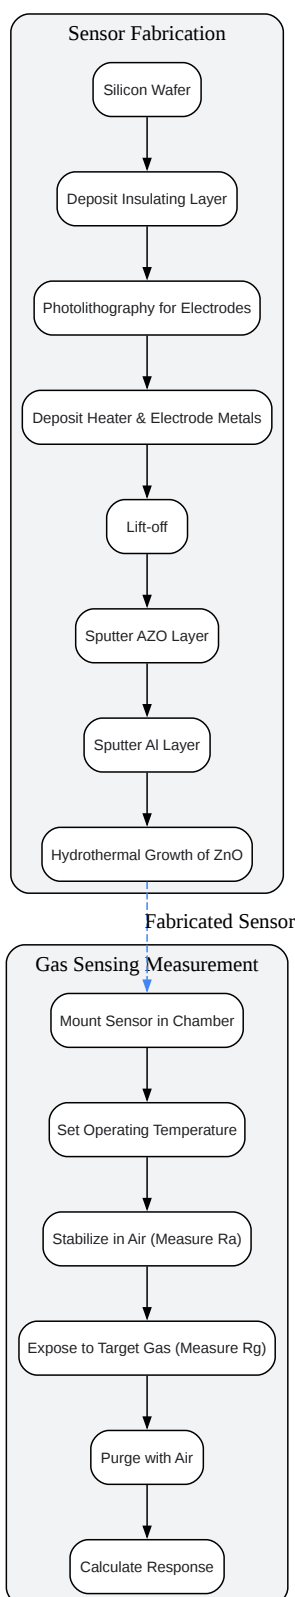 Sensor Fabrication
Silicon Wafer
Deposit Insulating Layer
Photolithography for Electrodes
Deposit Heater & Electrode Metals
Lift-off
Sputter AZO Layer
Sputter Al Layer
Hydrothermal Growth of ZnO
Fabricated Sensor
Gas Sensing Measurement
Mount Sensor in Chamber
Set Operating Temperature
Stabilize in Air (Measure Ra)
Expose to Target Gas (Measure Rg)
Purge with Air
Calculate Response